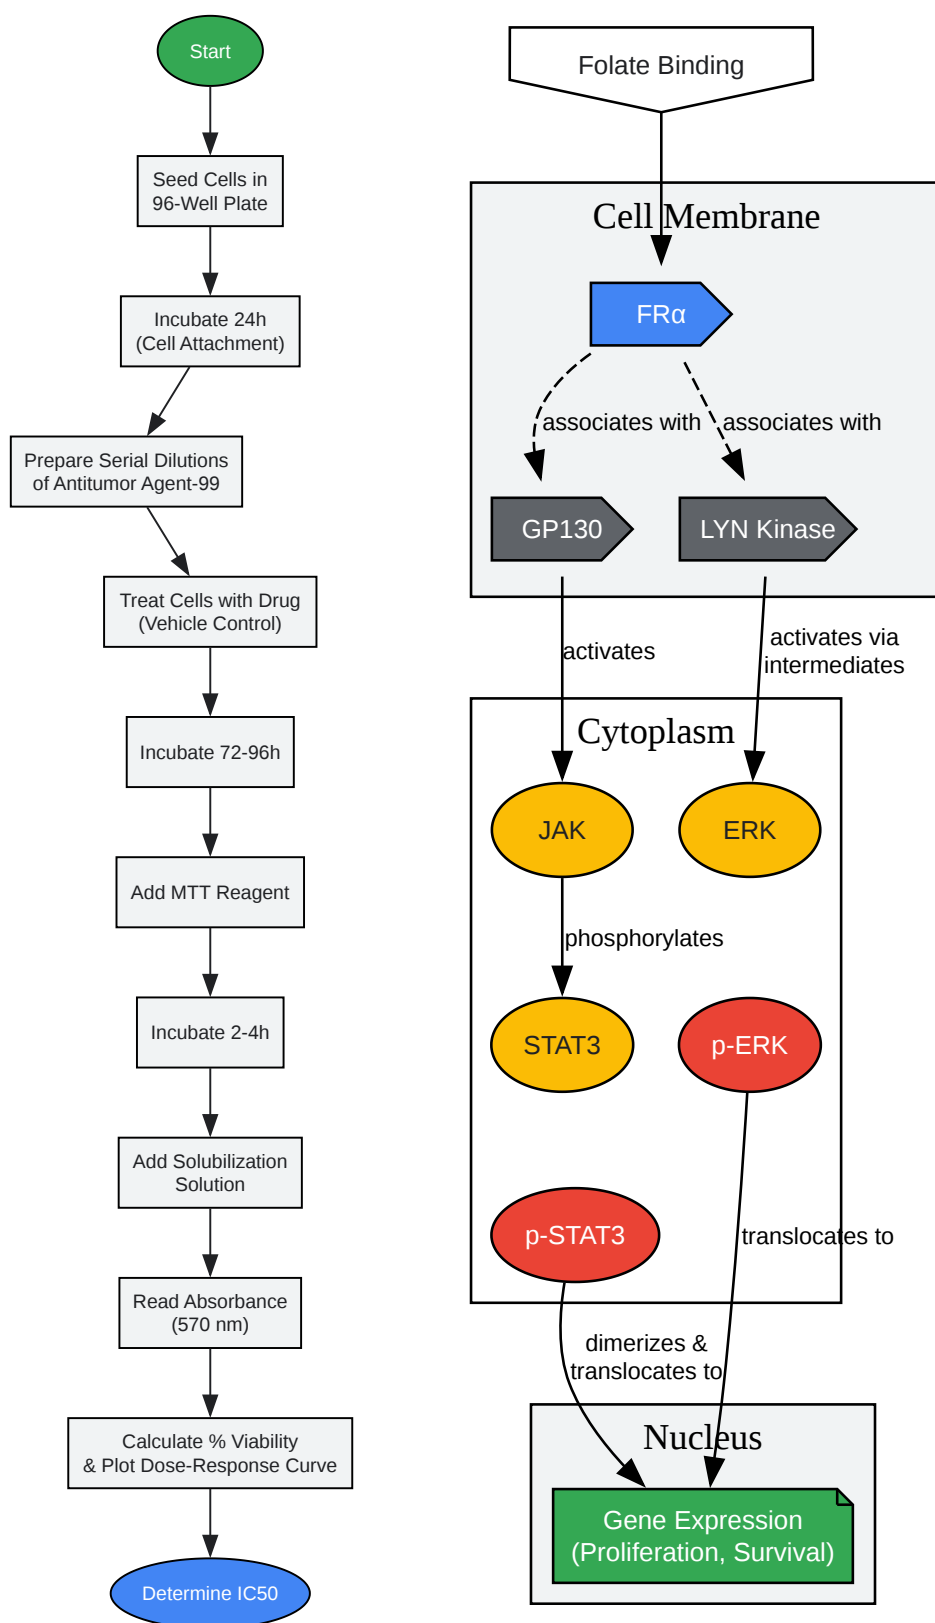 Start
Seed Cells in
96-Well Plate
Incubate 24h
(Cell Attachment)
Prepare Serial Dilutions
of Antitumor Agent-99
Treat Cells with Drug
(Vehicle Control)
Incubate 72-96h
Add MTT Reagent
Incubate 2-4h
Add Solubilization
Solution
Read Absorbance
(570 nm)
Calculate % Viability
& Plot Dose-Response Curve
Determine IC50
Folate Binding
Cell Membrane
FRα
associates with
associates with
GP130
LYN Kinase
activates
activates via
intermediates
Cytoplasm
JAK
ERK
phosphorylates
STAT3
p-ERK
p-STAT3
translocates to
dimerizes &
translocates to
Nucleus
Gene Expression
(Proliferation, Survival)